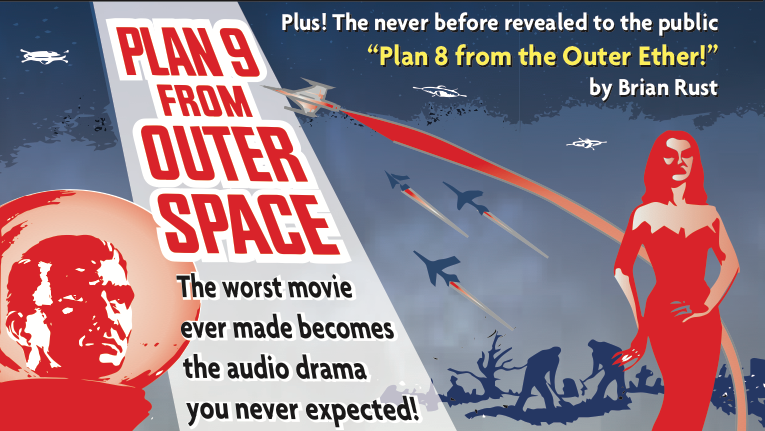 PLAN 9
FROM
OUTER
SPACE
Plus! The never before revealed to the public
“Plan 8 from the Outer Ether!”
by Brian Rust
The worst movie
ever made becomes
the audio drama
you never expected!